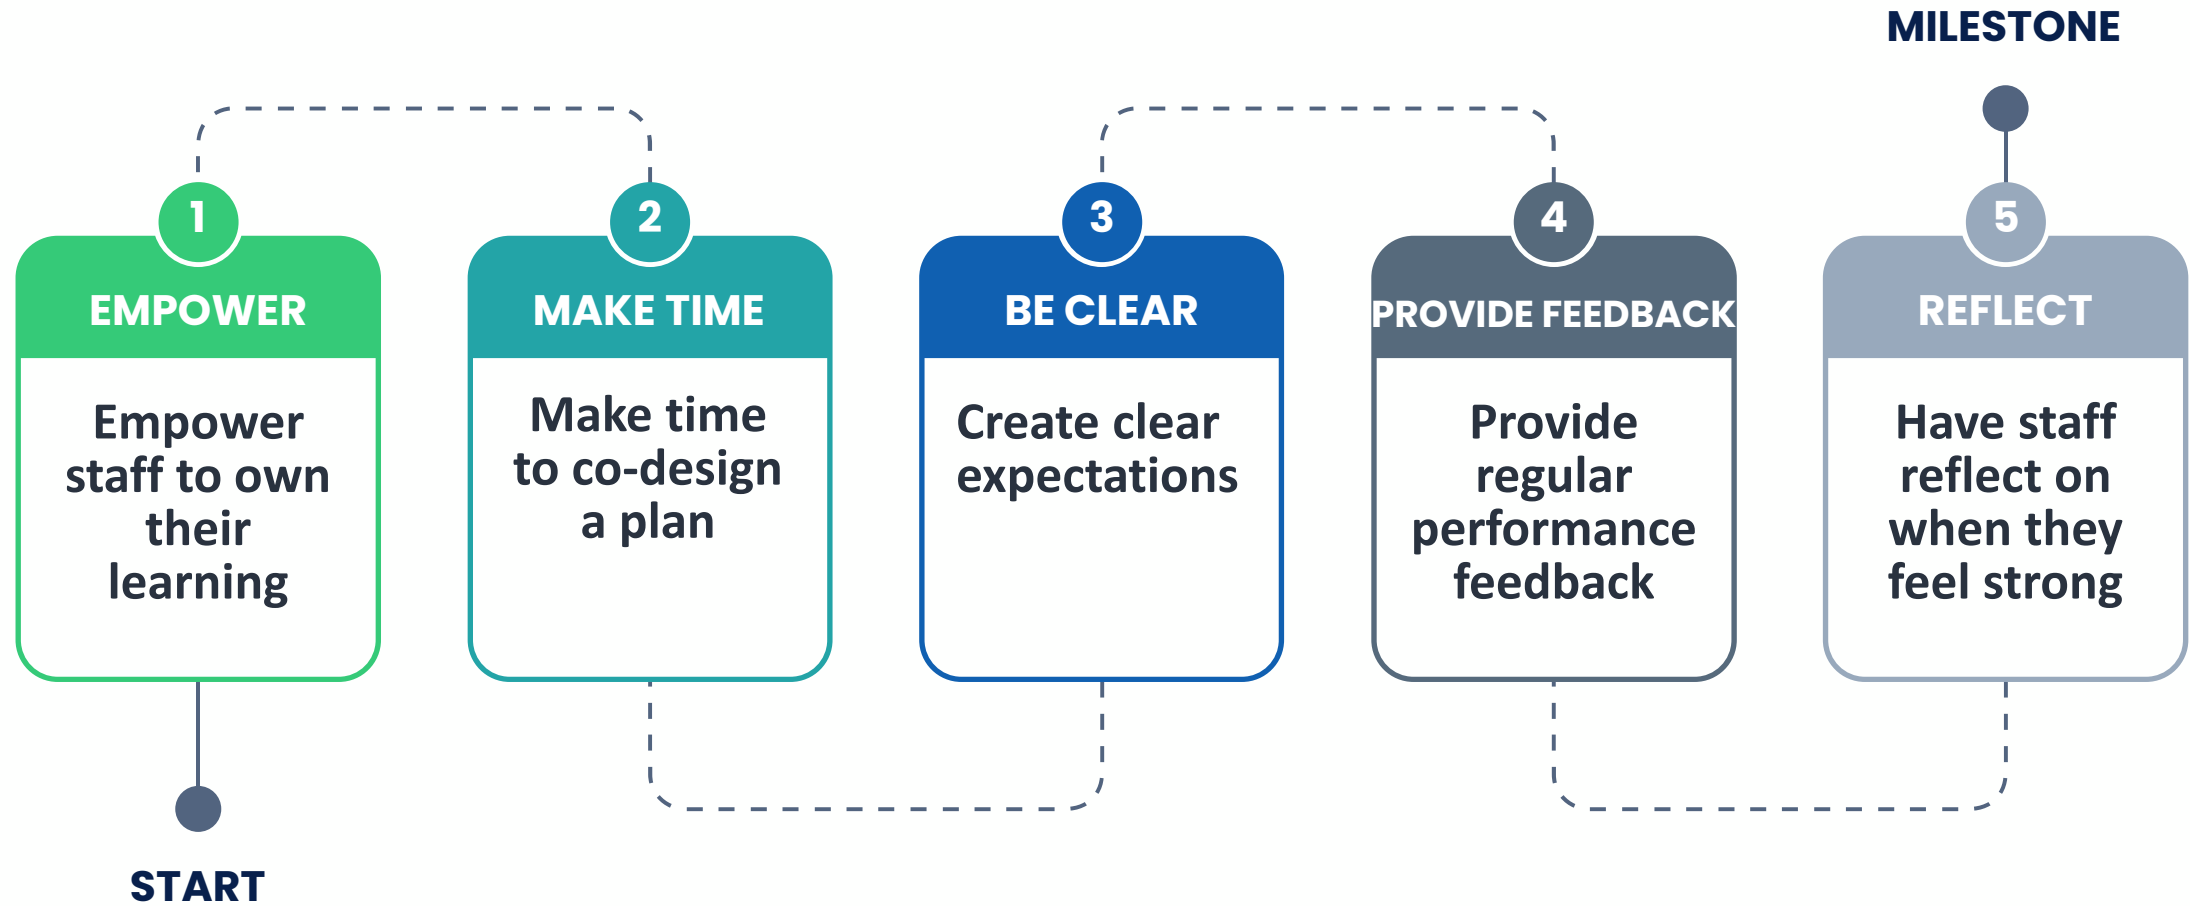 MILESTONE
1
EMPOWER
Empower
staff to own
their
learning
2
MAKE TIME
Make time
to co-design
a plan
3
BE CLEAR
Create clear
expectations
4
PROVIDE FEEDBACK
Provide
regular
performance
feedback
5
REFLECT
Have staff
reflect on
when they
feel strong
START